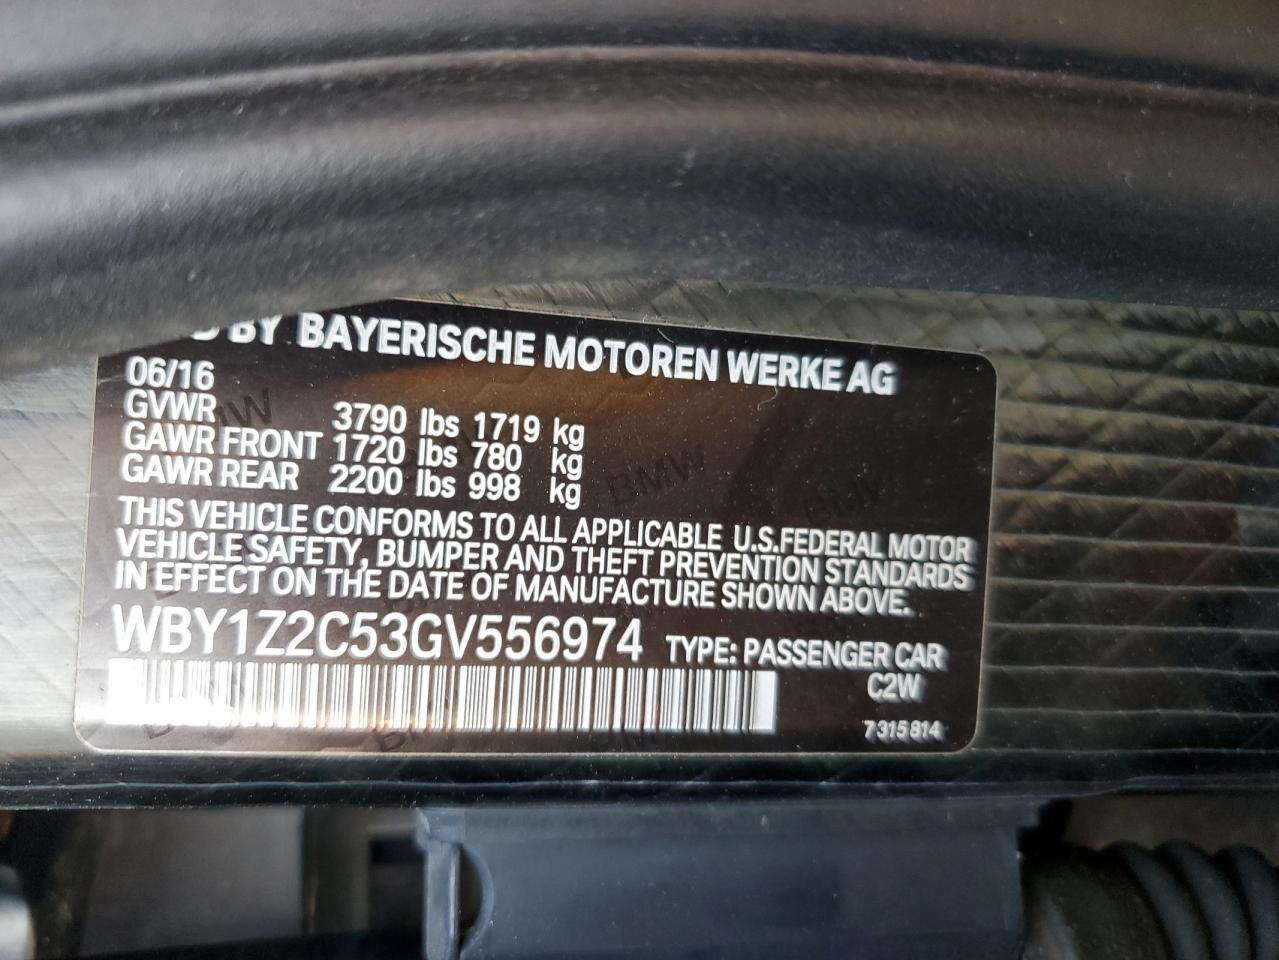 BY BAYERISCHE MOTOREN WERKE AG
06/16
GVWR 3790 lbs 1719 kg
GAWR FRONT 1720 lbs 780 kg
GAWR REAR 2200 lbs 998 kg
THIS VEHICLE CONFORMS TO ALL APPLICABLE U.S.FEDERAL MOTOR
VEHICLE SAFETY, BUMPER AND THEFT PREVENTION STANDARDS
IN EFFECT ON THE DATE OF MANUFACTURE SHOWN ABOVE.
WBY1Z2C53GV556974 TYPE: PASSENGER CAR
C2W
7 315 814